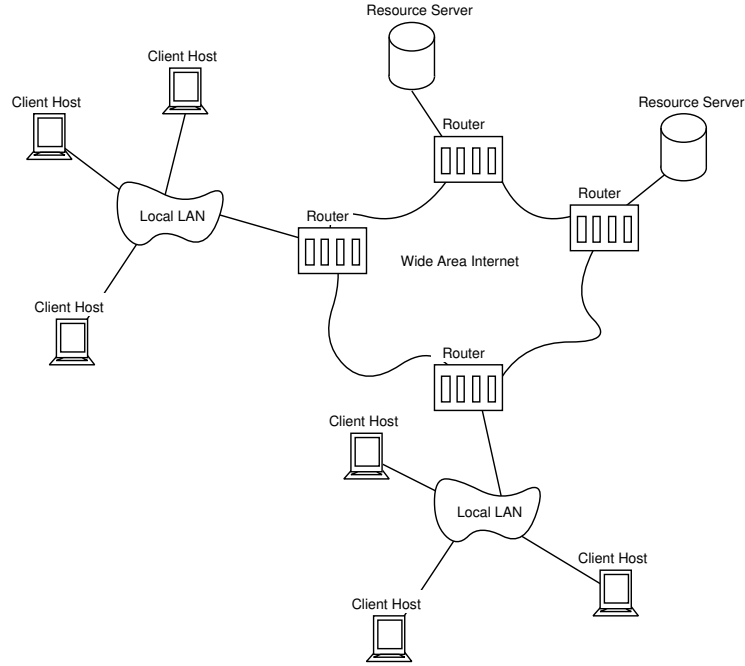 Resource Server
Client Host
Client Host
Resource Server
Router
Router
Local LAN
Router
Wide Area Internet
Client Host
Router
Client Host
Local LAN
Client Host
Client Host